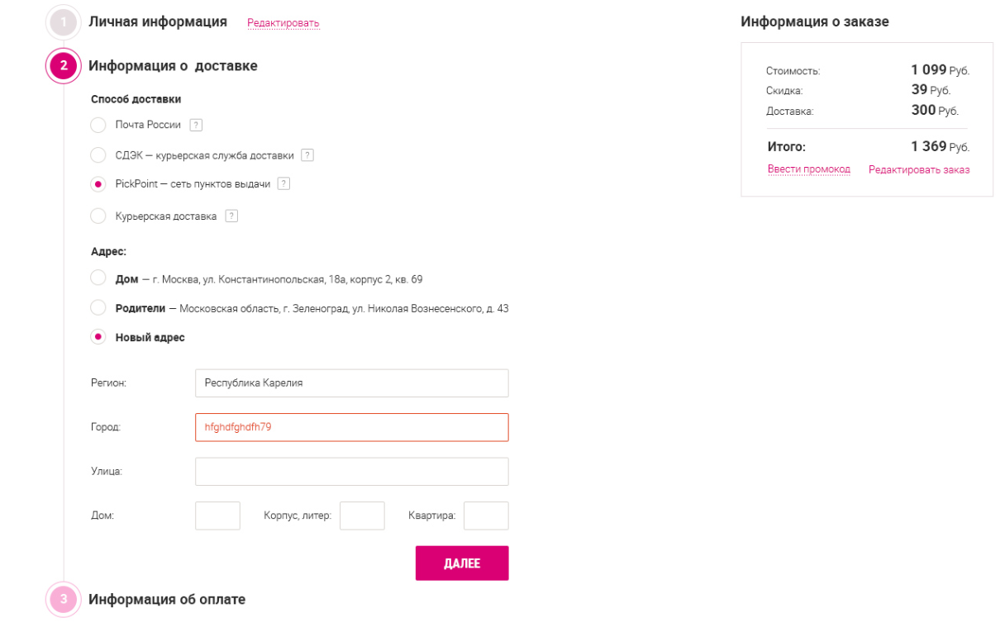 1 Личная информация Редактировать
2 Информация о доставке
Способ доставки
Почта России ?
СДЭК — курьерская служба доставки ?
PickPoint — сеть пунктов выдачи ?
Курьерская доставка ?
Адрес:
Дом — г. Москва, ул. Константинопольская, 18а, корпус 2, кв. 69
Родители — Московская область, г. Зеленоград, ул. Николая Вознесенского, д. 43
Новый адрес
Регион: Республика Карелия
Город: hfghdfghdfh79
Улица:
Дом: Корпус, литер: Квартира:
ДАЛЕЕ
3 Информация об оплате
Информация о заказе
Стоимость: 1 099 Руб.
Скидка: 39 Руб.
Доставка: 300 Руб.
Итого: 1 369 Руб.
Ввести промокод Редактировать заказ